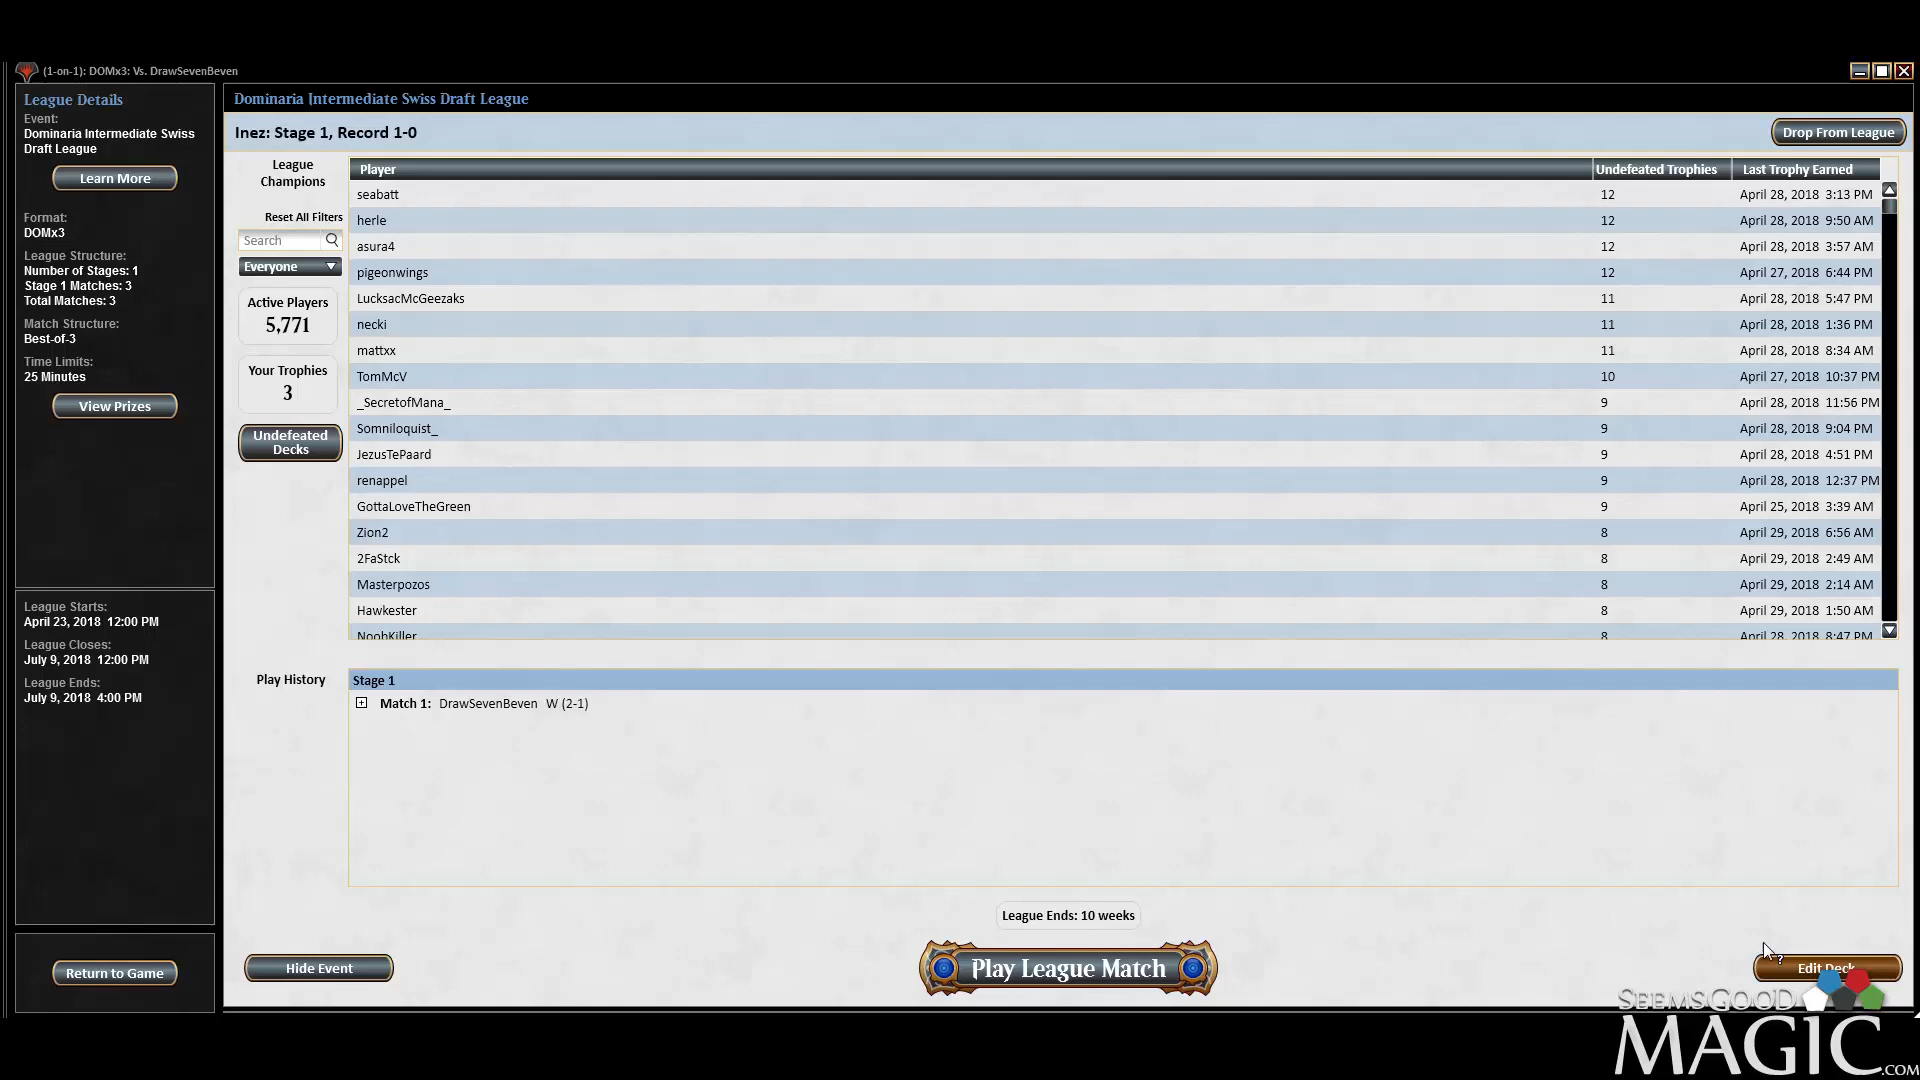 (1-on-1): DOMx3: Vs. DrawSevenBeven
League Details
Event:
Dominaria Intermediate Swiss
Draft League
Learn More
Format:
DOMx3
League Structure:
Number of Stages: 1
Stage 1 Matches: 3
Total Matches: 3
Match Structure:
Best-of-3
Time Limits:
25 Minutes
View Prizes
League Starts:
April 23, 2018 12:00 PM
League Closes:
July 9, 2018 12:00 PM
League Ends:
July 9, 2018 4:00 PM
Return to Game
Dominaria Intermediate Swiss Draft League
Inez: Stage 1, Record 1-0
Drop From League
League
Champions
Reset All Filters
Search
Everyone
Active Players
5,771
Your Trophies
3
Undefeated
Decks
Player Undefeated Trophies Last Trophy Earned
seabatt 12 April 28, 2018 3:13 PM
herle 12 April 28, 2018 9:50 AM
asura4 12 April 28, 2018 3:57 AM
pigeonwings 12 April 27, 2018 6:44 PM
LucksacMcGeezaks 11 April 28, 2018 5:47 PM
necki 11 April 28, 2018 1:36 PM
mattxx 11 April 28, 2018 8:34 AM
TomMcV 10 April 27, 2018 10:37 PM
_SecretofMana_ 9 April 28, 2018 11:56 PM
Somniloquist_ 9 April 28, 2018 9:04 PM
JezusTePaard 9 April 28, 2018 4:51 PM
renappel 9 April 28, 2018 12:37 PM
GottaLoveTheGreen 9 April 25, 2018 3:39 AM
Zion2 8 April 29, 2018 6:56 AM
2FaStck 8 April 29, 2018 2:49 AM
Masterpozos 8 April 29, 2018 2:14 AM
Hawkester 8 April 29, 2018 1:50 AM
NoobKiller 8 April 28, 2018 8:47 PM
Play History
Stage 1
Match 1: DrawSevenBeven W (2-1)
League Ends: 10 weeks
Hide Event
Play League Match
Edit Deck
SEEMSGOOD
MAGIC.COM